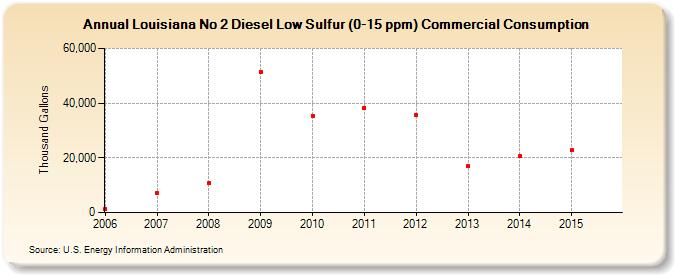 Annual Louisiana No 2 Diesel Low Sulfur (0-15 ppm) Commercial Consumption
Thousand Gallons
60,000
40,000
20,000
0
2006 2007 2008 2009 2010 2011 2012 2013 2014 2015
Source: U.S. Energy Information Administration